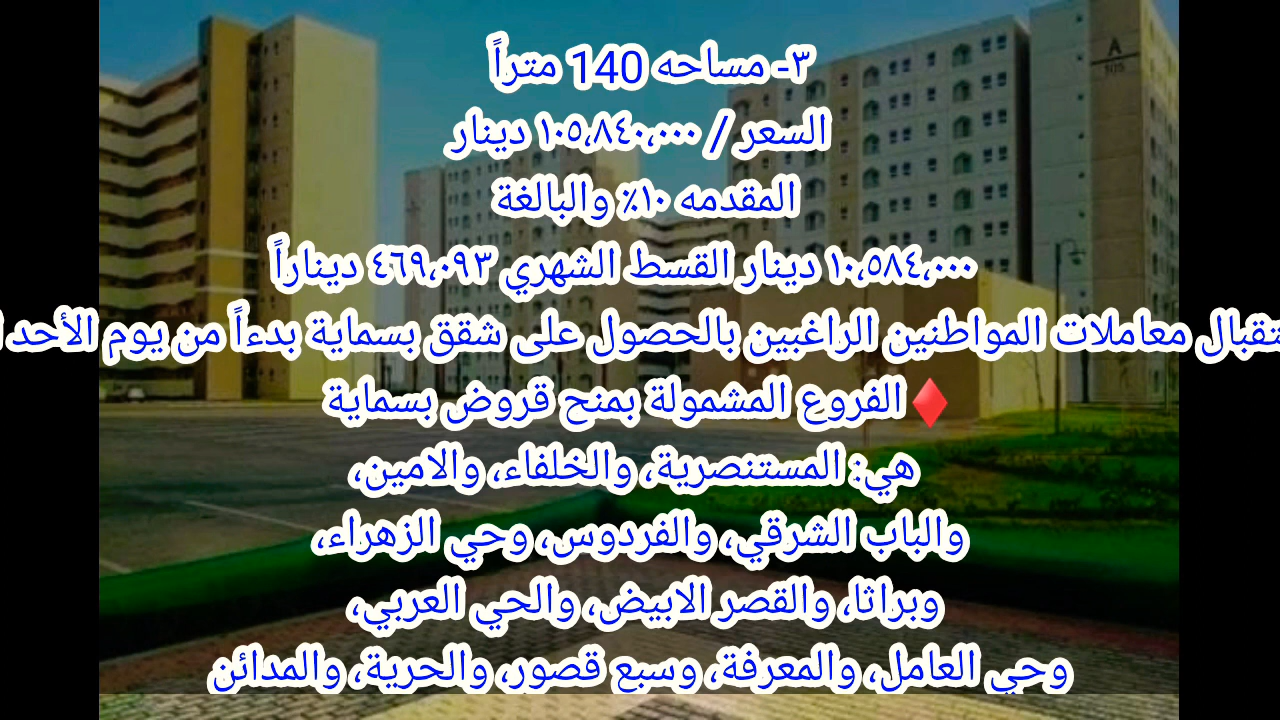 ٣- مساحه 140 متراً
السعر / ١٠٥،٨٤٠،٠٠٠ دينار
المقدمه ١٠٪ والبالغة
١٠،٥٨٤،٠٠٠ دينار القسط الشهري ٤٦٩،٠٩٣ ديناراً
معاملات المواطنين الراغبين بالحصول على شقق بسماية بدءاً من يوم الأحد
♦️الفروع المشمولة بمنح قروض بسماية
هي: المستنصرية، والخلفاء، والامين،
والباب الشرقي، والفردوس، وحي الزهراء،
وبراثا، والقصر الابيض، والحي العربي،
وحي العامل، والمعرفة، وسبع قصور، والحرية، والمدائن
A
105